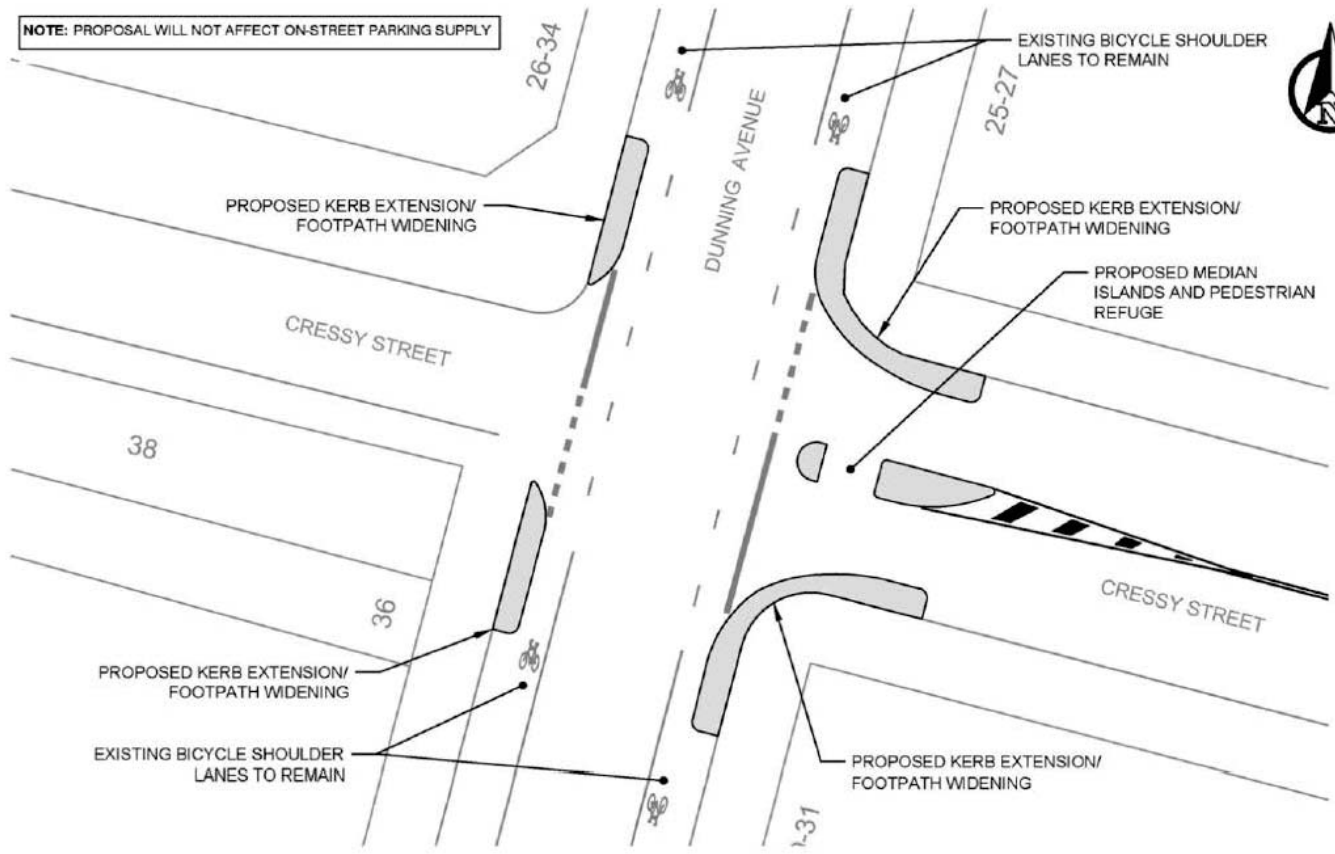 NOTE: PROPOSAL WILL NOT AFFECT ON-STREET PARKING SUPPLY
26-34
EXISTING BICYCLE SHOULDER
LANES TO REMAIN
25-27
N
DUNNING AVENUE
PROPOSED KERB EXTENSION/
FOOTPATH WIDENING
PROPOSED KERB EXTENSION/
FOOTPATH WIDENING
PROPOSED MEDIAN
ISLANDS AND PEDESTRIAN
REFUGE
CRESSY STREET
38
36
CRESSY STREET
PROPOSED KERB EXTENSION/
FOOTPATH WIDENING
EXISTING BICYCLE SHOULDER
LANES TO REMAIN
PROPOSED KERB EXTENSION/
FOOTPATH WIDENING
-31